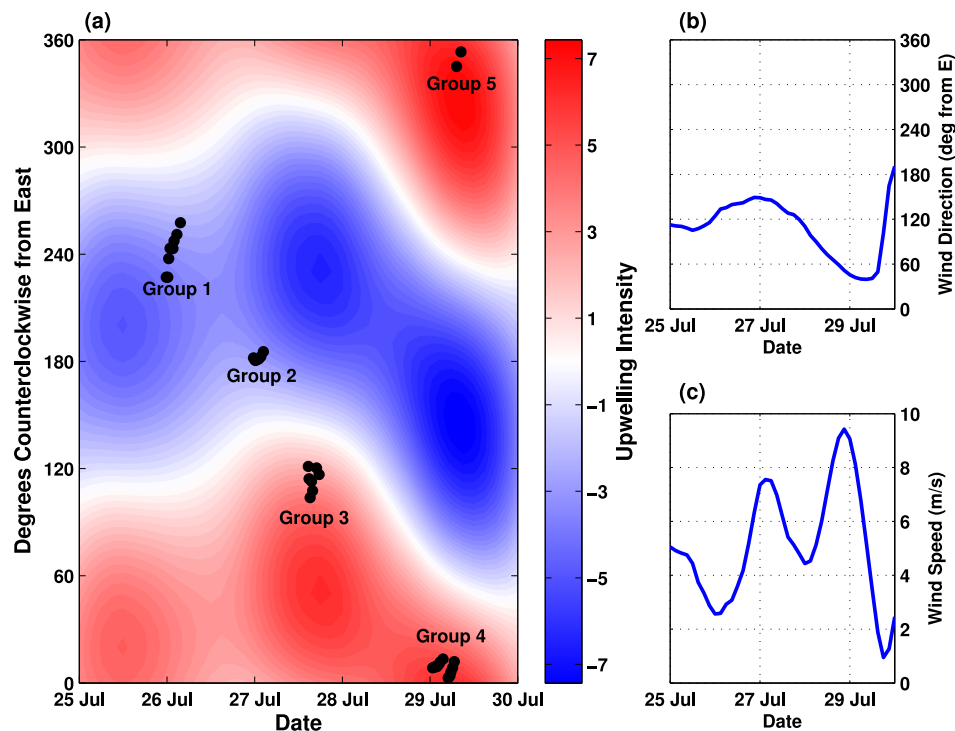 (a)
Degrees Counterclockwise from East
360
300
240
180
120
60
0
Group 1
Group 2
Group 3
Group 4
Group 5
25 Jul 26 Jul 27 Jul 28 Jul 29 Jul 30 Jul
Date
7
5
3
1
−1
−3
−5
−7
Upwelling Intensity
(b)
360
300
240
180
120
60
0
Wind Direction (deg from E)
25 Jul 27 Jul 29 Jul
Date
(c)
10
8
6
4
2
0
Wind Speed (m/s)
25 Jul 27 Jul 29 Jul
Date